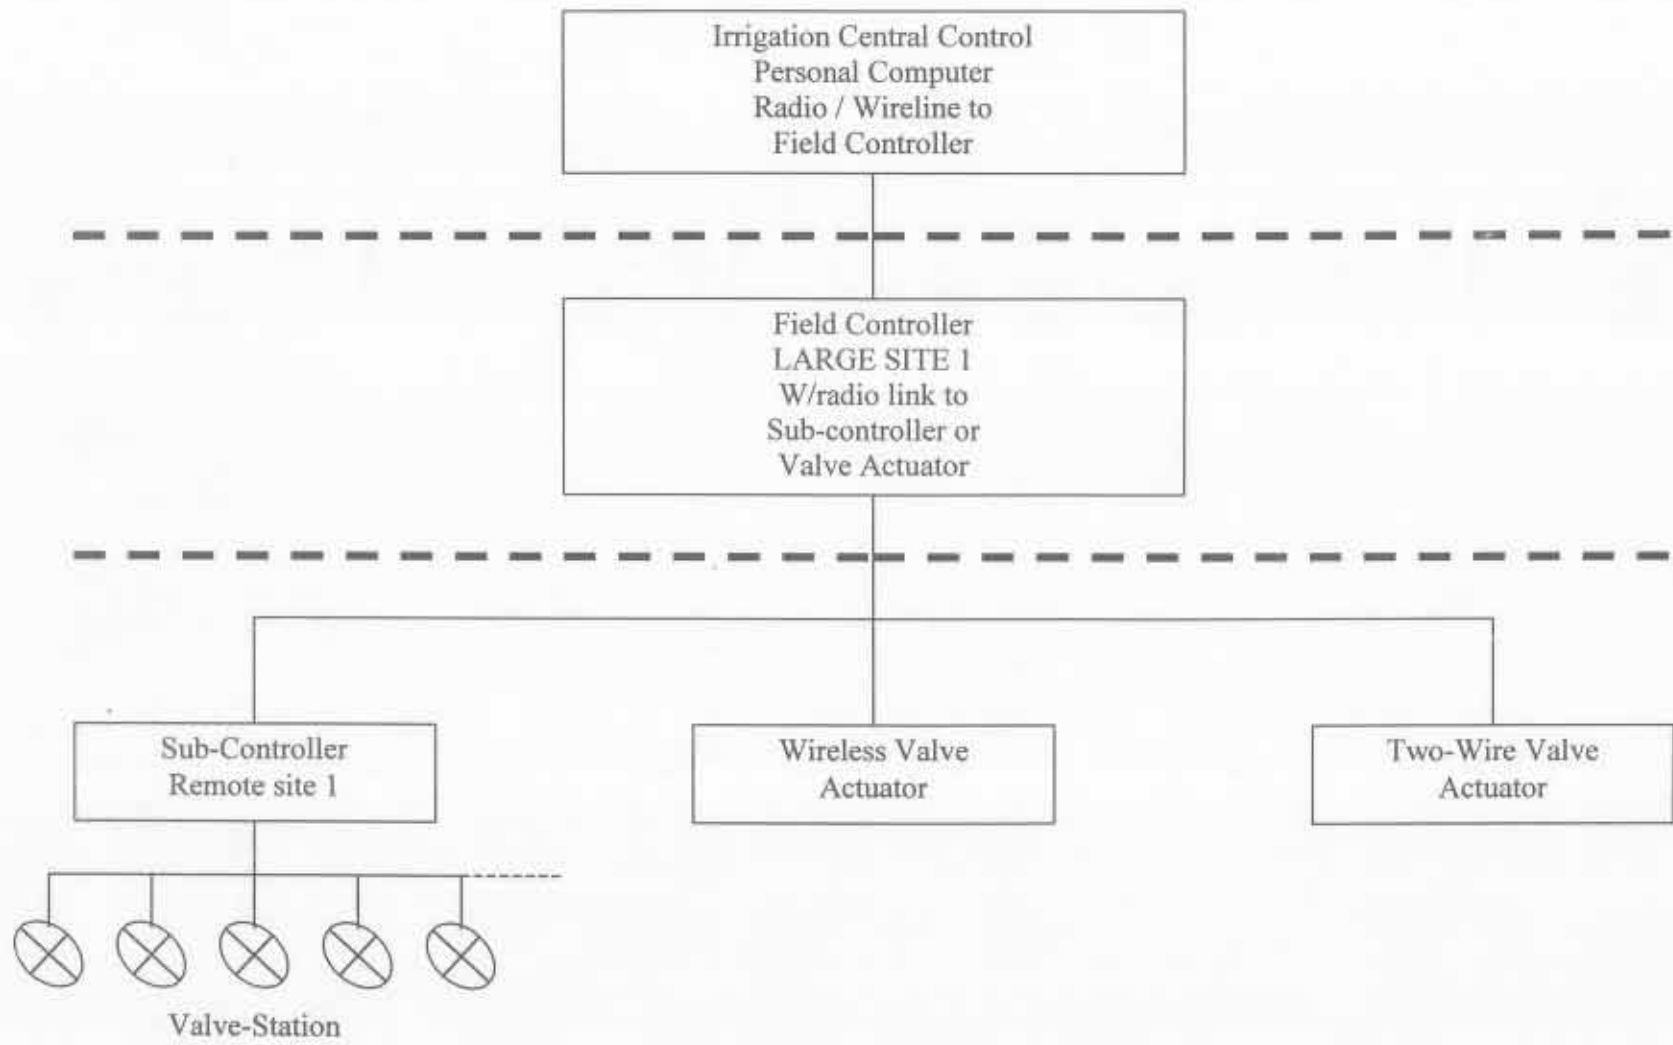 Irrigation Central Control
Personal Computer
Radio / Wireline to
Field Controller
Field Controller
LARGE SITE 1
W/radio link to
Sub-controller or
Valve Actuator
Sub-Controller
Remote site 1
Wireless Valve
Actuator
Two-Wire Valve
Actuator
Valve-Station